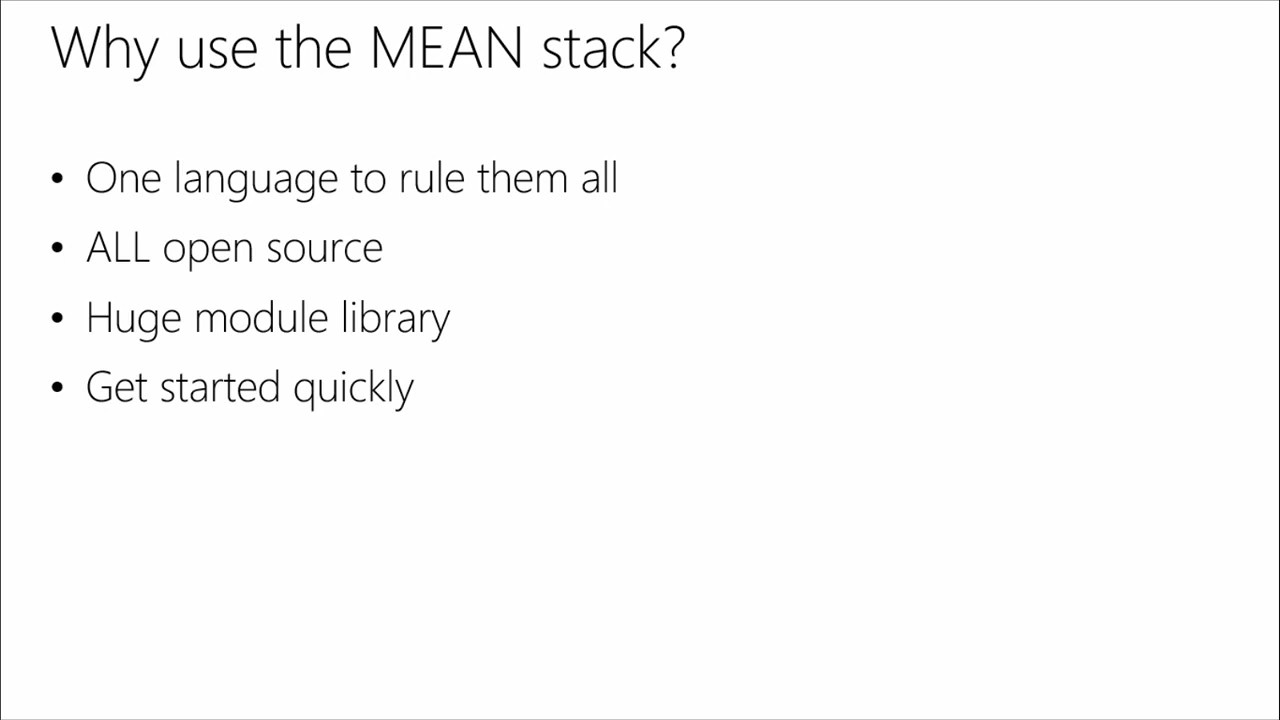 Why use the MEAN stack?
• One language to rule them all
• ALL open source
• Huge module library
• Get started quickly